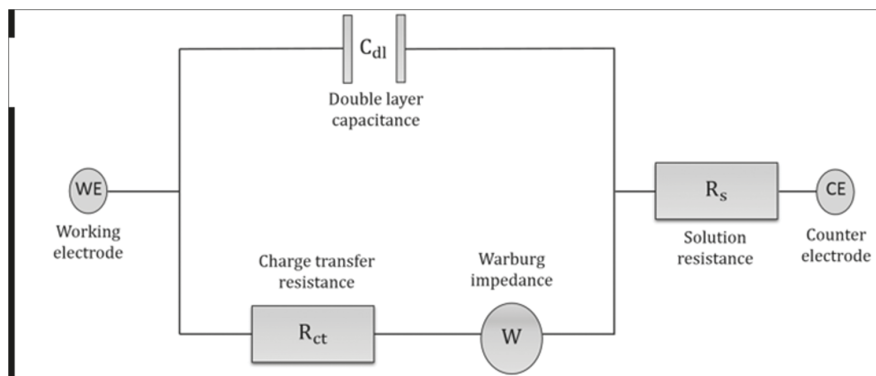 Cdl
Double layer
capacitance
WE
Working
electrode
Rs
Solution
resistance
CE
Counter
electrode
Charge transfer
resistance
Rct
Warburg
impedance
W